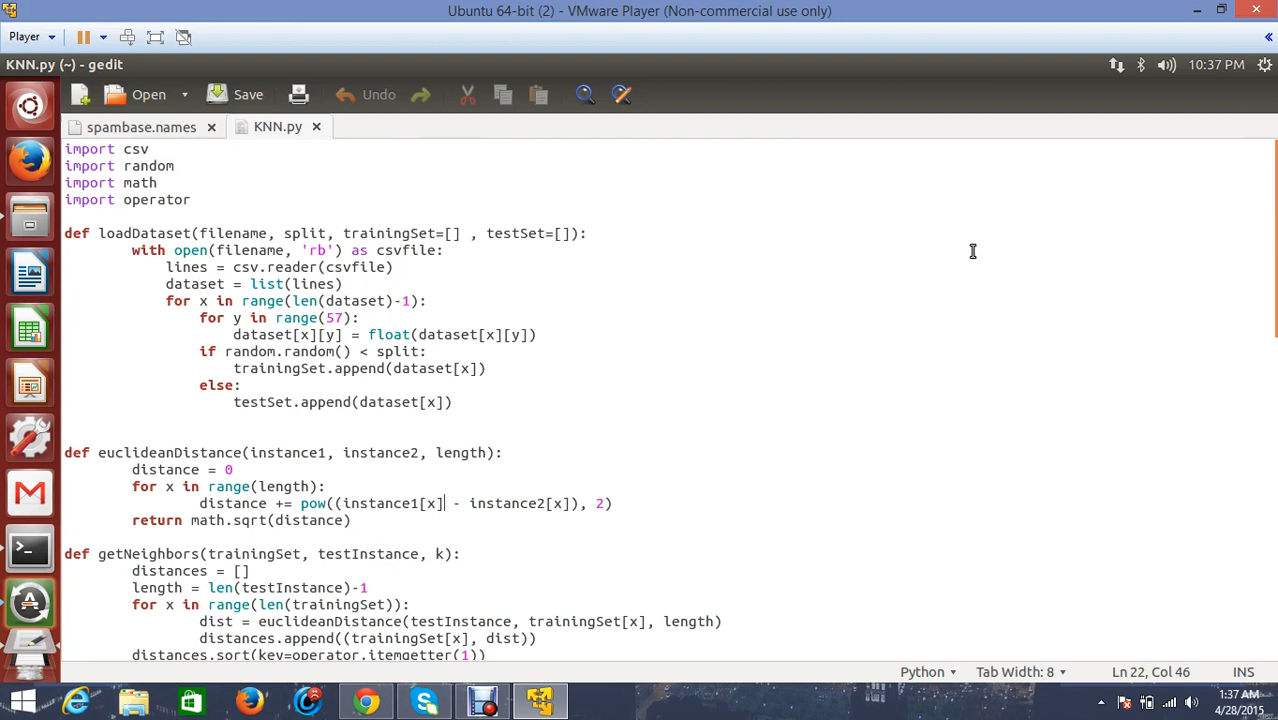 Ubuntu 64-bit (2) - VMware Player (Non-commercial use only)
Player
KNN.py (~) - gedit
10:37 PM
Open
Save
Undo
spambase.names
KNN.py
import csv
import random
import math
import operator
def loadDataset(filename, split, trainingSet=[] , testSet=[]):
with open(filename, 'rb') as csvfile:
lines = csv.reader(csvfile)
dataset = list(lines)
for x in range(len(dataset)-1):
for y in range(57):
dataset[x][y] = float(dataset[x][y])
if random.random() < split:
trainingSet.append(dataset[x])
else:
testSet.append(dataset[x])
def euclideanDistance(instance1, instance2, length):
distance = 0
for x in range(length):
distance += pow((instance1[x] - instance2[x]), 2)
return math.sqrt(distance)
def getNeighbors(trainingSet, testInstance, k):
distances = []
length = len(testInstance)-1
for x in range(len(trainingSet)):
dist = euclideanDistance(testInstance, trainingSet[x], length)
distances.append((trainingSet[x], dist))
distances.sort(key=operator.itemgetter(1))
Python
Tab Width: 8
Ln 22, Col 46
INS
1:37 AM
4/28/2015